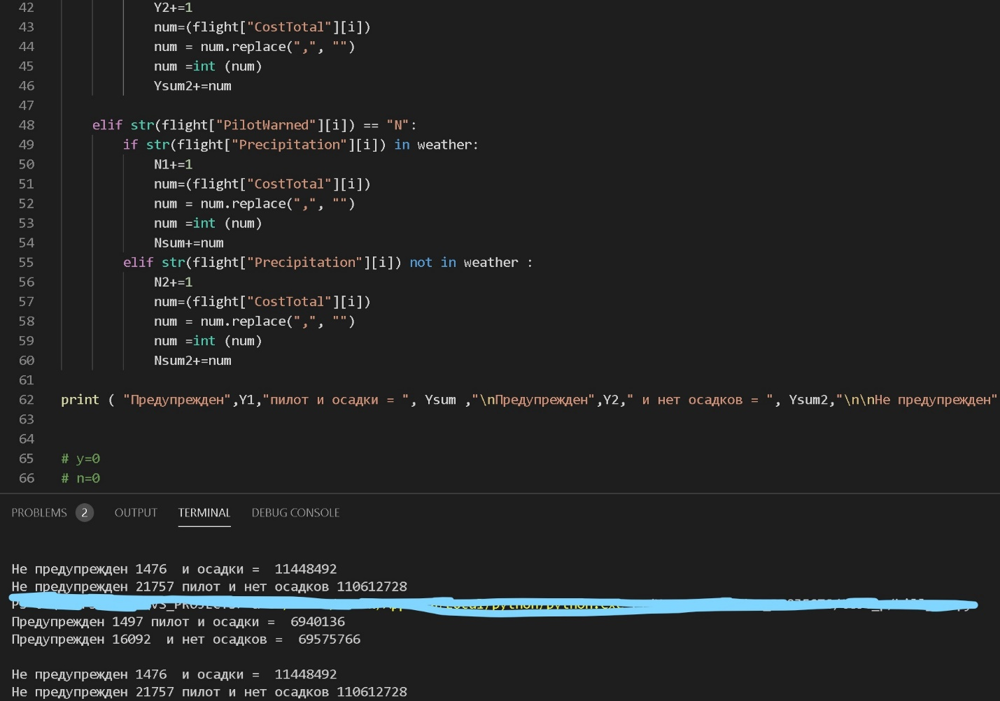 42 Y2+=1
43 num=(flight["CostTotal"][i])
44 num = num.replace(",", "")
45 num =int (num)
46 Ysum2+=num
47
48 elif str(flight["PilotWarned"][i]) == "N":
49 if str(flight["Precipitation"][i]) in weather:
50 N1+=1
51 num=(flight["CostTotal"][i])
52 num = num.replace(",", "")
53 num =int (num)
54 Nsum+=num
55 elif str(flight["Precipitation"][i]) not in weather :
56 N2+=1
57 num=(flight["CostTotal"][i])
58 num = num.replace(",", "")
59 num =int (num)
60 Nsum2+=num
61
62 print ( "Предупрежден",Y1,"пилот и осадки = ", Ysum ,"\nПредупрежден",Y2," и нет осадков = ", Ysum2,"\n\nНе предупрежден"
63
64
65 # y=0
66 # n=0
PROBLEMS 2 OUTPUT TERMINAL DEBUG CONSOLE
Не предупрежден 1476 и осадки = 11448492
Не предупрежден 21757 пилот и нет осадков 110612728
Предупрежден 1497 пилот и осадки = 6940136
Предупрежден 16092 и нет осадков = 69575766
Не предупрежден 1476 и осадки = 11448492
Не предупрежден 21757 пилот и нет осадков 110612728